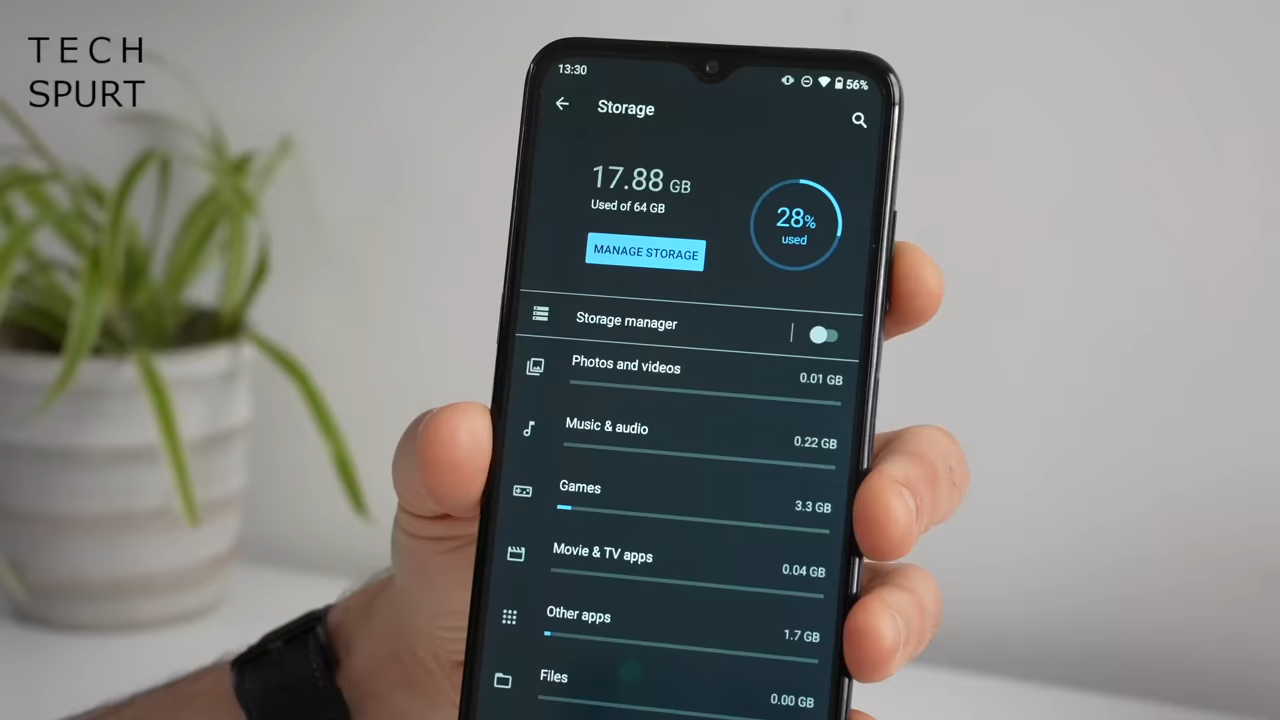 TECH
SPURT
13:30
56%
Storage
17.88 GB
Used of 64 GB
28%
used
MANAGE STORAGE
Storage manager
Photos and videos
0.01 GB
Music & audio
0.22 GB
Games
3.3 GB
Movie & TV apps
0.04 GB
Other apps
1.7 GB
Files
0.00 GB